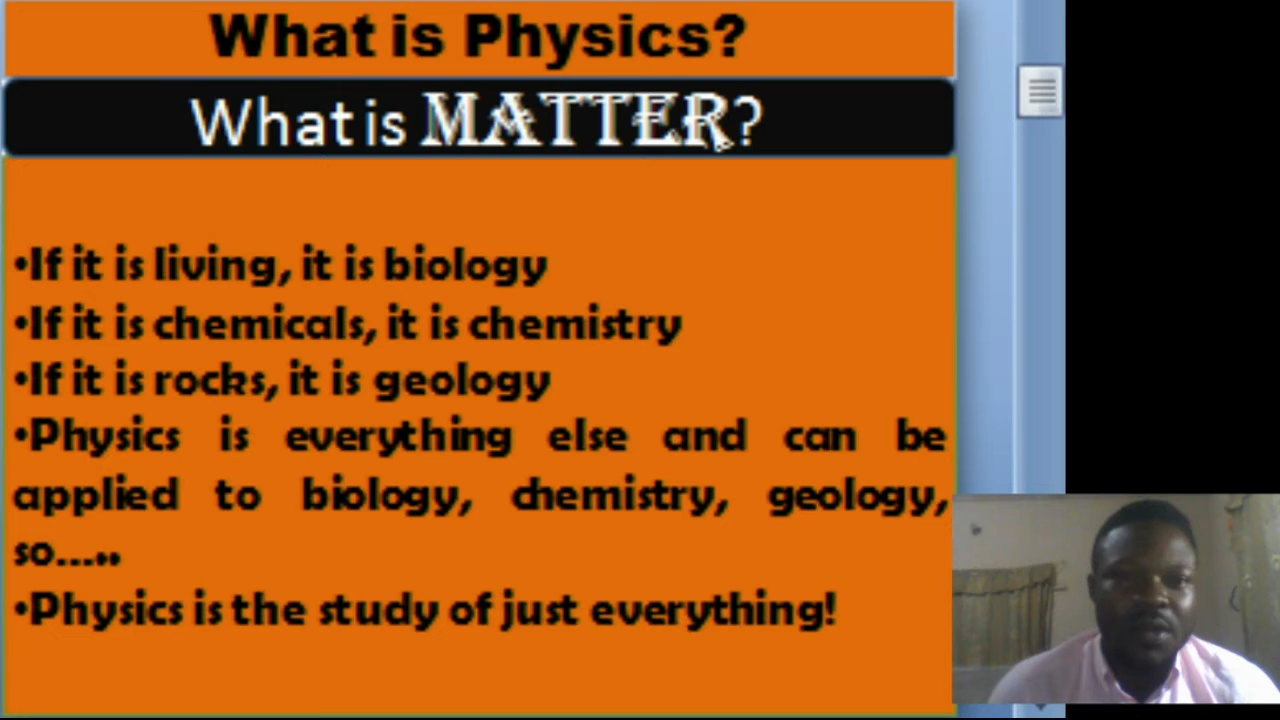 What is Physics?
What is MATTER?
•If it is living, it is biology
•If it is chemicals, it is chemistry
•If it is rocks, it is geology
•Physics is everything else and can be
applied to biology, chemistry, geology,
so.....
•Physics is the study of just everything!